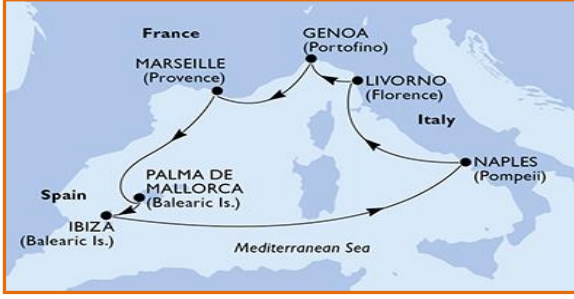 France
GENOA
(Portofino)
MARSEILLE
(Provence)
LIVORNO
(Florence)
Italy
NAPLES
(Pompeii)
Spain
PALMA DE
MALLORCA
(Balearic Is.)
IBIZA
(Balearic Is.)
Mediterranean Sea